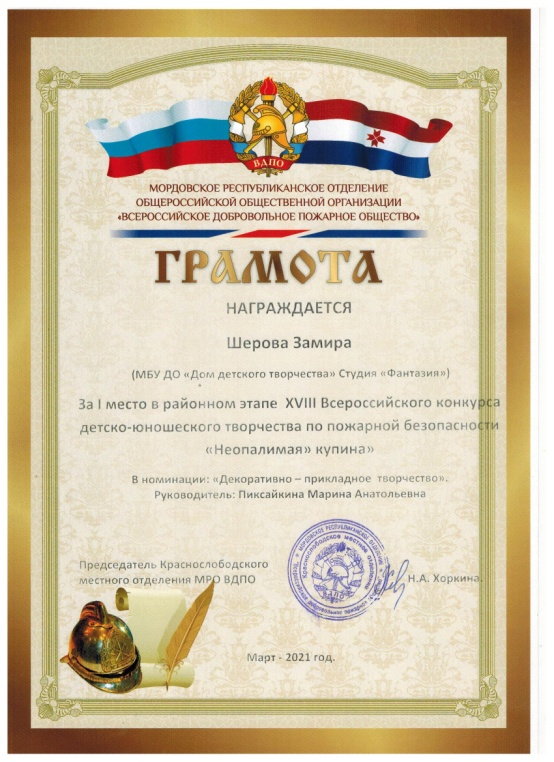 ВДПО
МОРДОВСКОЕ РЕСПУБЛИКАНСКОЕ ОТДЕЛЕНИЕ
ОБЩЕРОССИЙСКОЙ ОБЩЕСТВЕННОЙ ОРГАНИЗАЦИИ
«ВСЕРОССИЙСКОЕ ДОБРОВОЛЬНОЕ ПОЖАРНОЕ ОБЩЕСТВО»
ГРАМОТА
НАГРАЖДАЕТСЯ
Шерова Замира
(МБУ ДО «Дом детского творчества» Студия «Фантазия»)
За I место в районном этапе XVIII Всероссийского конкурса
детско-юношеского творчества по пожарной безопасности
«Неопалимая» купина»
В номинации: «Декоративно – прикладное творчество».
Руководитель: Пиксайкина Марина Анатольевна
Председатель Краснослободского
местного отделения МРО ВДПО
Н.А. Хоркина.
Март - 2021 год.